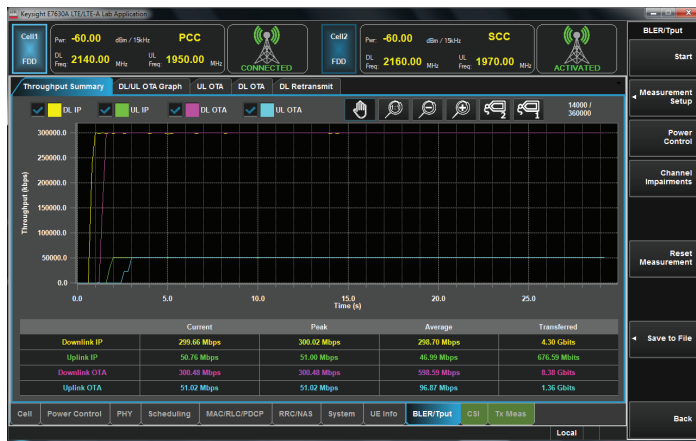 Keysight E7630A LTE/LTE-A Lab Application
Cell1
FDD
Pwr: -60.00 dBm / 15kHz PCC
DL Freq: 2140.00 MHz UL Freq: 1950.00 MHz
CONNECTED
Cell2
FDD
Pwr: -60.00 dBm / 15kHz SCC
DL Freq: 2160.00 MHz UL Freq: 1970.00 MHz
ACTIVATED
BLER/Tput
Start
Measurement Setup
Power Control
Channel Impairments
Reset Measurement
Save to File
Back
Throughput Summary DL/UL OTA Graph UL OTA DL OTA DL Retransmit
DL IP UL IP DL OTA UL OTA
2
1
14000 /
360000
Throughput (kbps)
300000.0
250000.0
200000.0
150000.0
100000.0
50000.0
0.0
0.0 5.0 10.0 15.0 20.0 25.0
Time (s)
Current Peak Average Transferred
Downlink IP 299.66 Mbps 300.02 Mbps 298.70 Mbps 4.30 Gbits
Uplink IP 50.76 Mbps 51.00 Mbps 46.99 Mbps 676.59 Mbits
Downlink OTA 300.48 Mbps 300.48 Mbps 598.59 Mbps 8.38 Gbits
Uplink OTA 51.02 Mbps 51.02 Mbps 96.87 Mbps 1.36 Gbits
Cell Power Control PHY Scheduling MAC/RLC/PDCP RRC/NAS System UE Info BLER/Tput CSI Tx Meas
Local